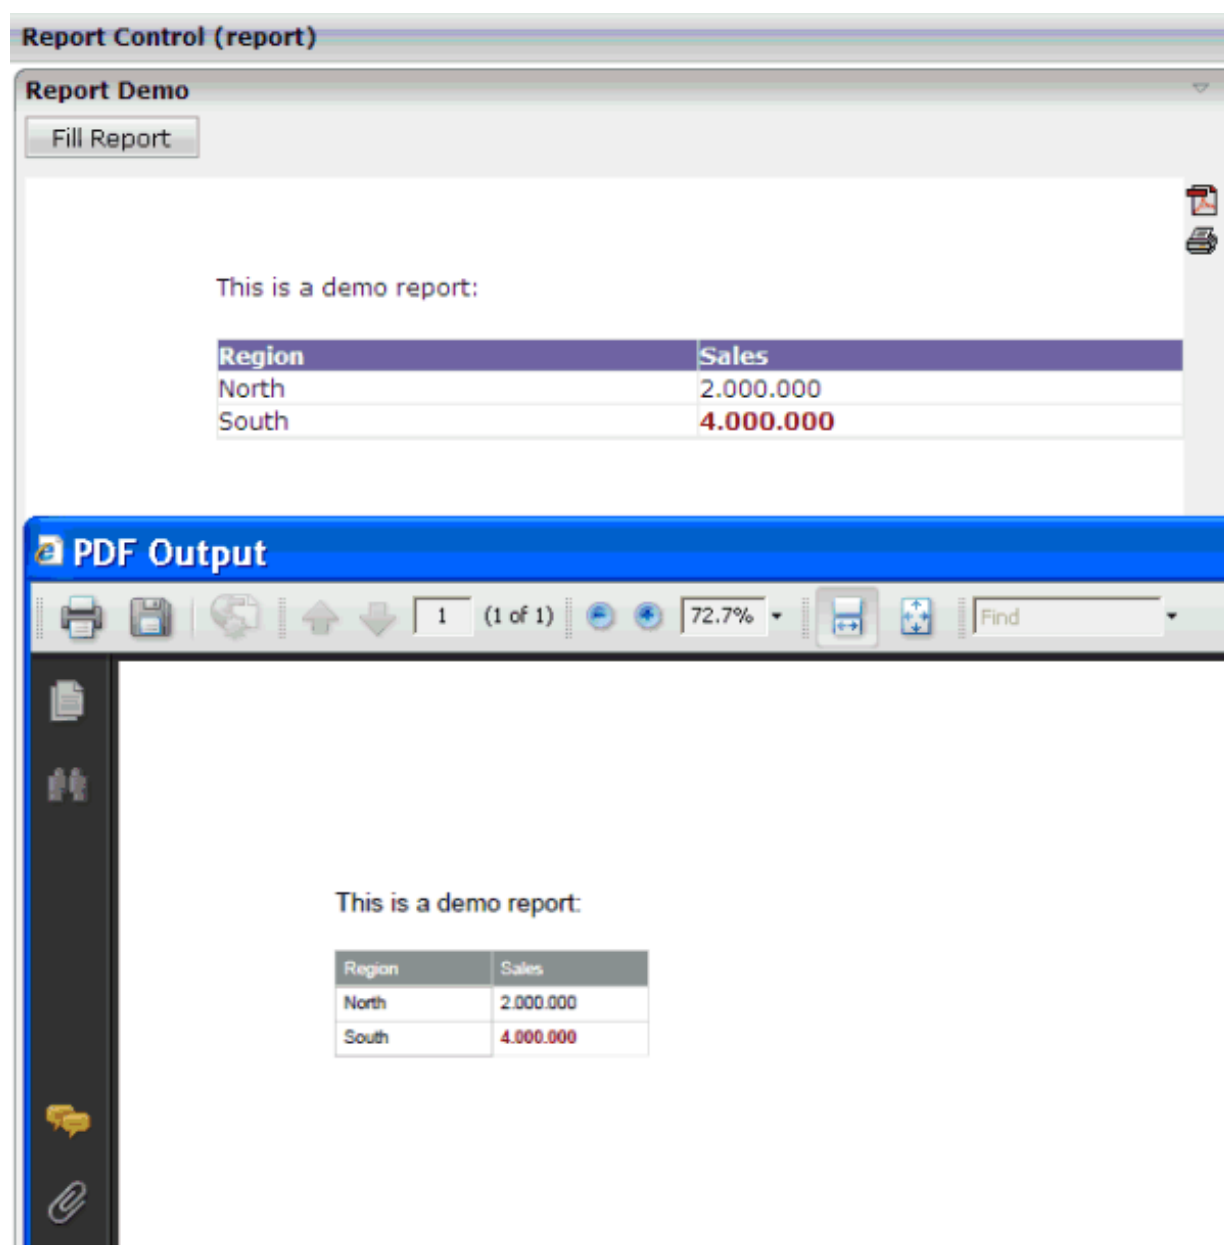 Report Control (report)
Report Demo
Fill Report
This is a demo report:
Region Sales
North 2.000.000
South 4.000.000
PDF Output
1 (1 of 1) 72.7% Find
This is a demo report:
Region Sales
North 2.000.000
South 4.000.000